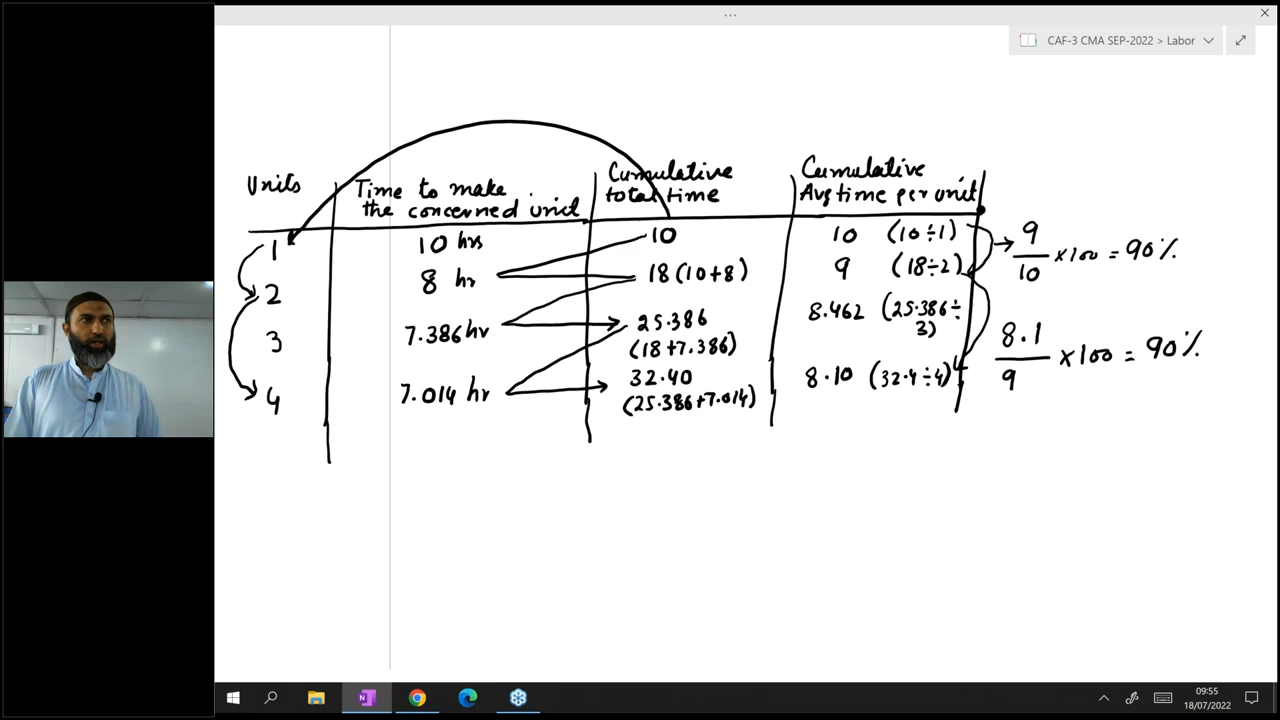 CAF-3 CMA SEP-2022 > Labor
Units
Time to make
the concerned unit
Cumulative
total time
Cumulative
Avg time per unit
1
10 hrs
10
10 (10÷1)
9/10 ×100 = 90%
2
8 hr
18 (10+8)
9 (18÷2)
3
7.386 hr
25.386
(18+7.386)
8.462 (25.386÷
3)
8.1/9 ×100 = 90%
4
7.014 hr
32.40
(25.386+7.014)
8.10 (32.4÷4)
09:55
18/07/2022